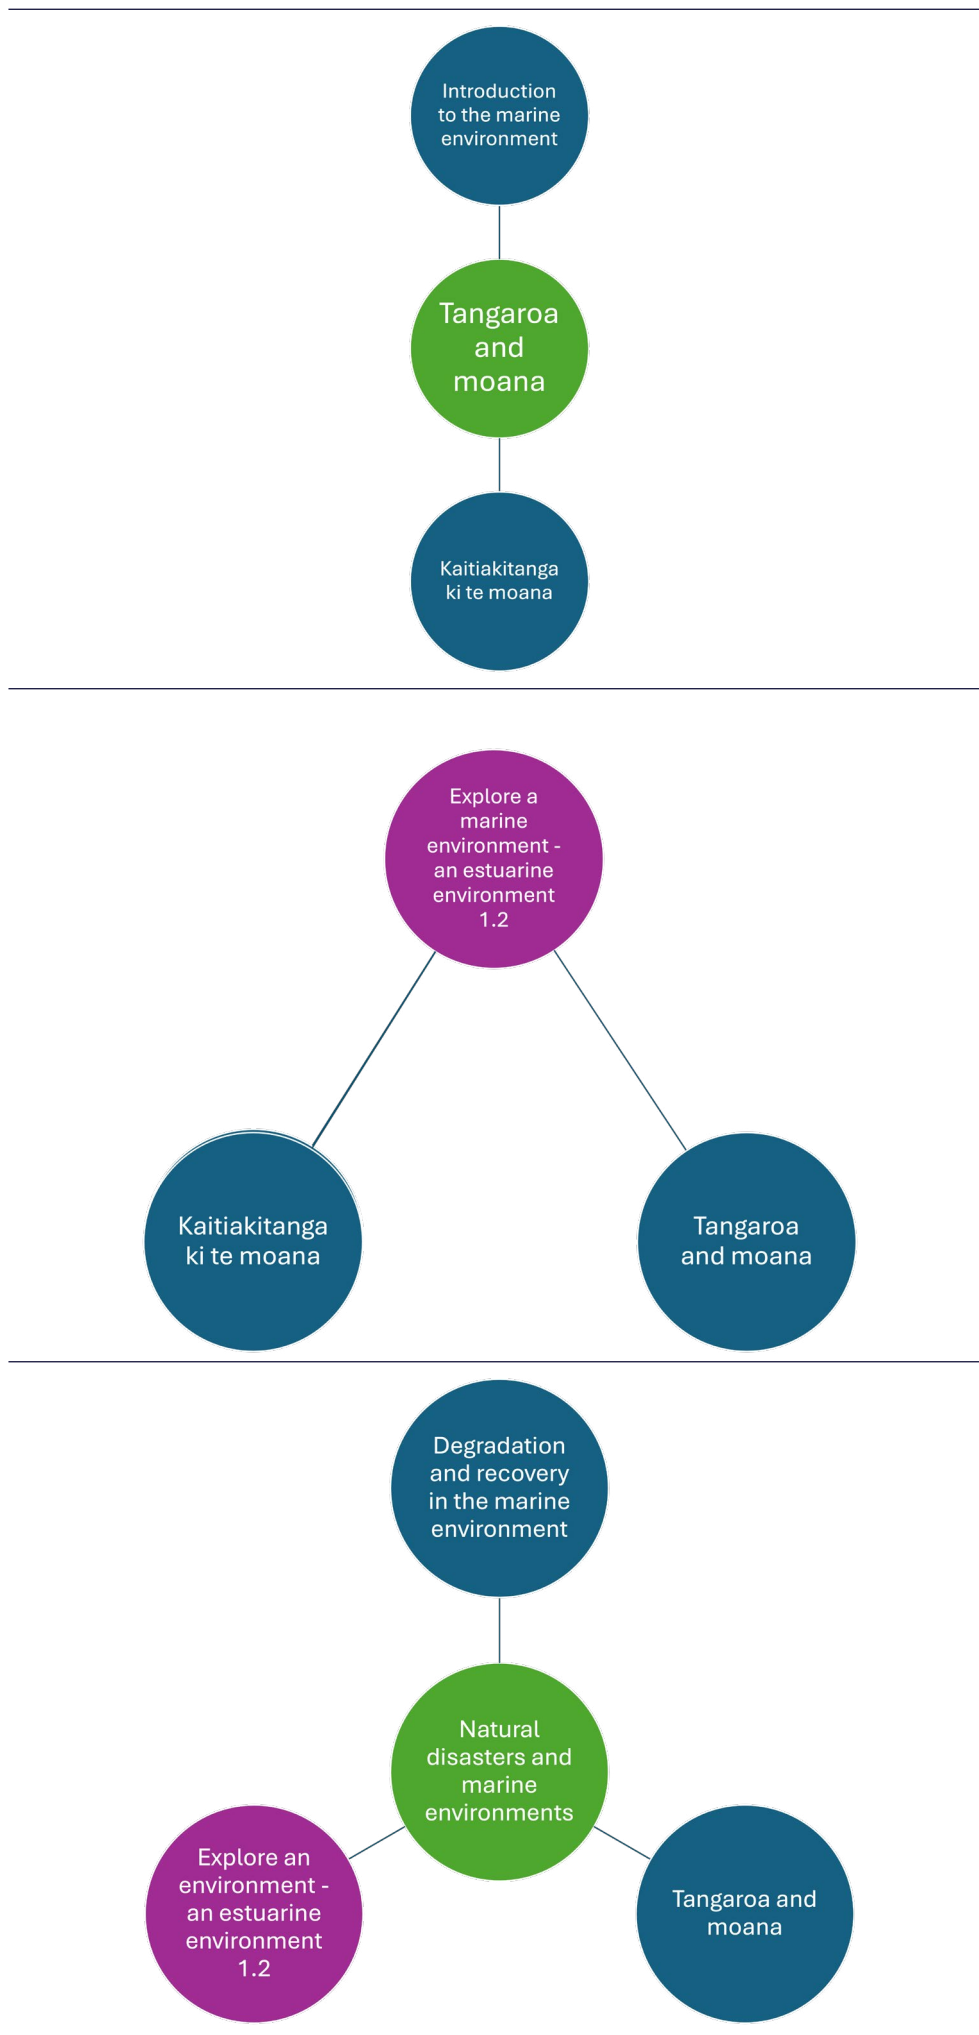 Introduction
to the marine
environment
Tangaroa
and
moana
Kaitiakitanga
ki te moana
Explore a
marine
environment -
an estuarine
environment
1.2
Kaitiakitanga
ki te moana
Tangaroa
and moana
Degradation
and recovery
in the marine
environment
Natural
disasters and
marine
environments
Explore an
environment -
an estuarine
environment
1.2
Tangaroa and
moana